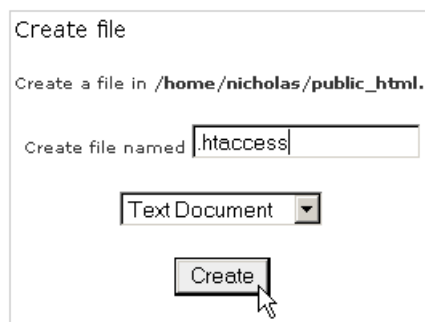 Create file
Create a file in /home/nicholas/public_html.
Create file named .htaccess
Text Document
Create